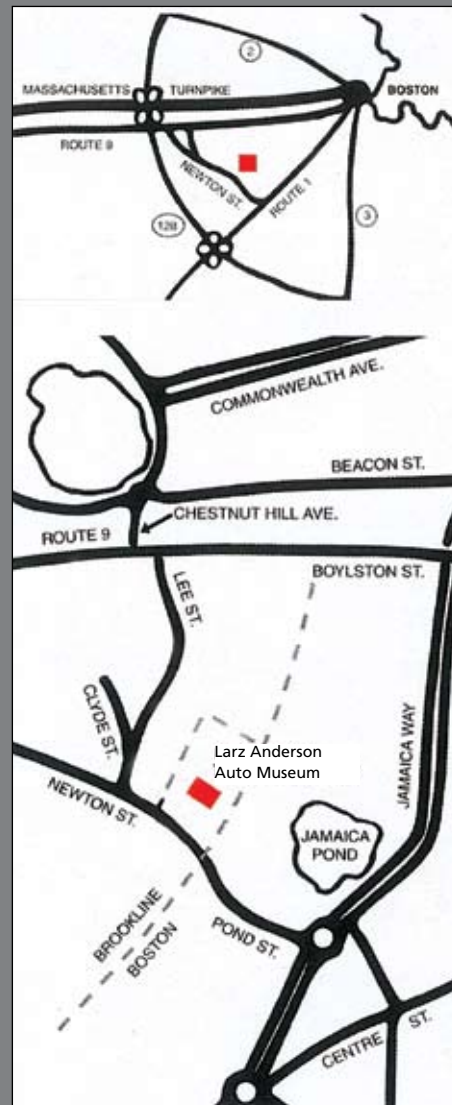 2
MASSACHUSETTS TURNPIKE
BOSTON
ROUTE 9
NEWTON ST.
ROUTE 1
128
3
COMMONWEALTH AVE.
BEACON ST.
CHESTNUT HILL AVE.
ROUTE 9
BOYLSTON ST.
LEE ST.
CLYDE ST.
JAMAICA WAY
Larz Anderson
Auto Museum
NEWTON ST.
JAMAICA
POND
BROOKLINE
BOSTON
POND ST.
CENTRE ST.